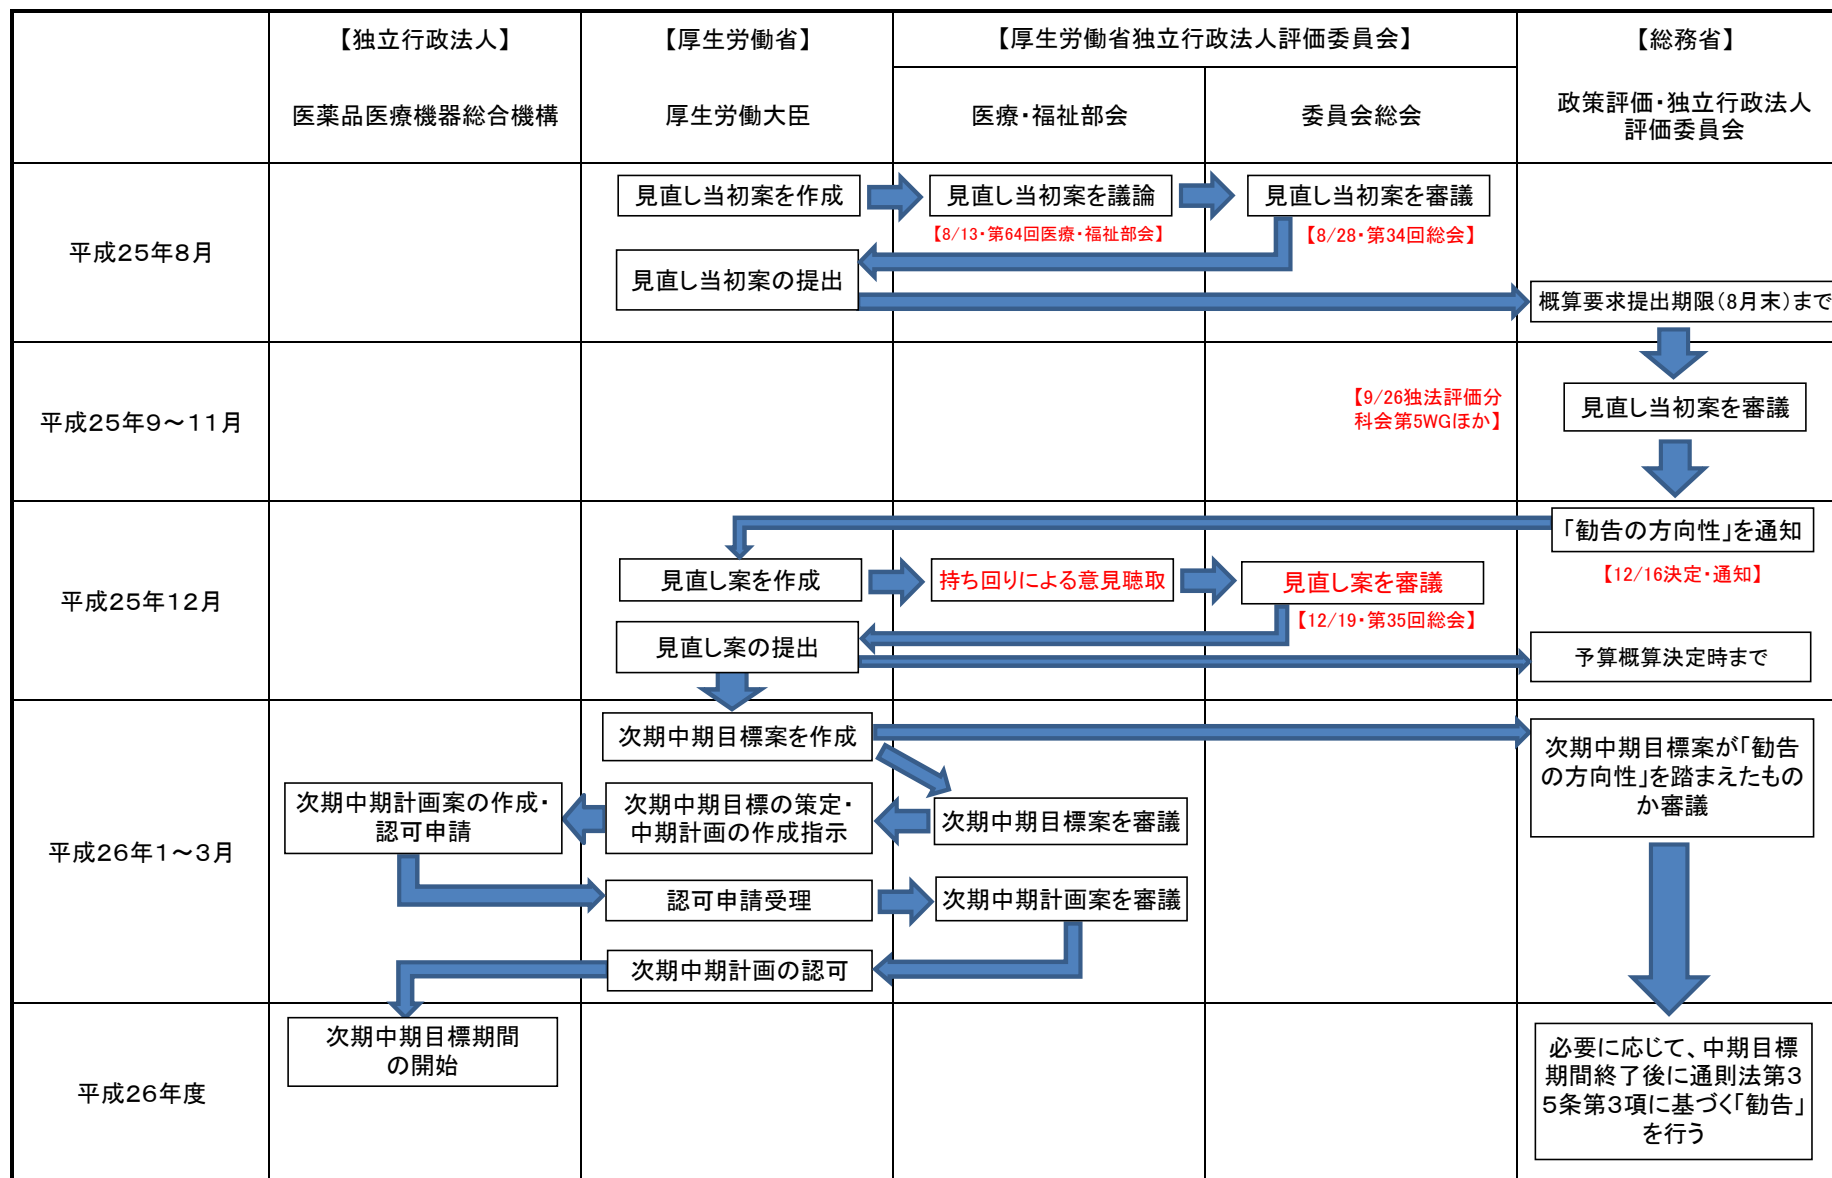 【独立行政法人】
医薬品医療機器総合機構
【厚生労働省】
厚生労働大臣
【厚生労働省独立行政法人評価委員会】
医療・福祉部会
委員会総会
【総務省】
政策評価・独立行政法人
評価委員会
平成25年8月
見直し当初案を作成
見直し当初案を議論
【8/13・第64回医療・福祉部会】
見直し当初案を審議
【8/28・第34回総会】
見直し当初案の提出
概算要求提出期限(8月末)まで
平成25年9～11月
【9/26独法評価分
科会第5WGほか】
見直し当初案を審議
平成25年12月
「勧告の方向性」を通知
【12/16決定・通知】
見直し案を作成
持ち回りによる意見聴取
見直し案を審議
【12/19・第35回総会】
見直し案の提出
予算概算決定時まで
平成26年1～3月
次期中期目標案を作成
次期中期目標案が「勧告
の方向性」を踏まえたもの
か審議
次期中期目標案を審議
次期中期目標の策定・
中期計画の作成指示
次期中期計画案の作成・
認可申請
認可申請受理
次期中期計画案を審議
次期中期計画の認可
平成26年度
次期中期目標期間
の開始
必要に応じて、中期目標
期間終了後に通則法第3
5条第3項に基づく「勧告」
を行う